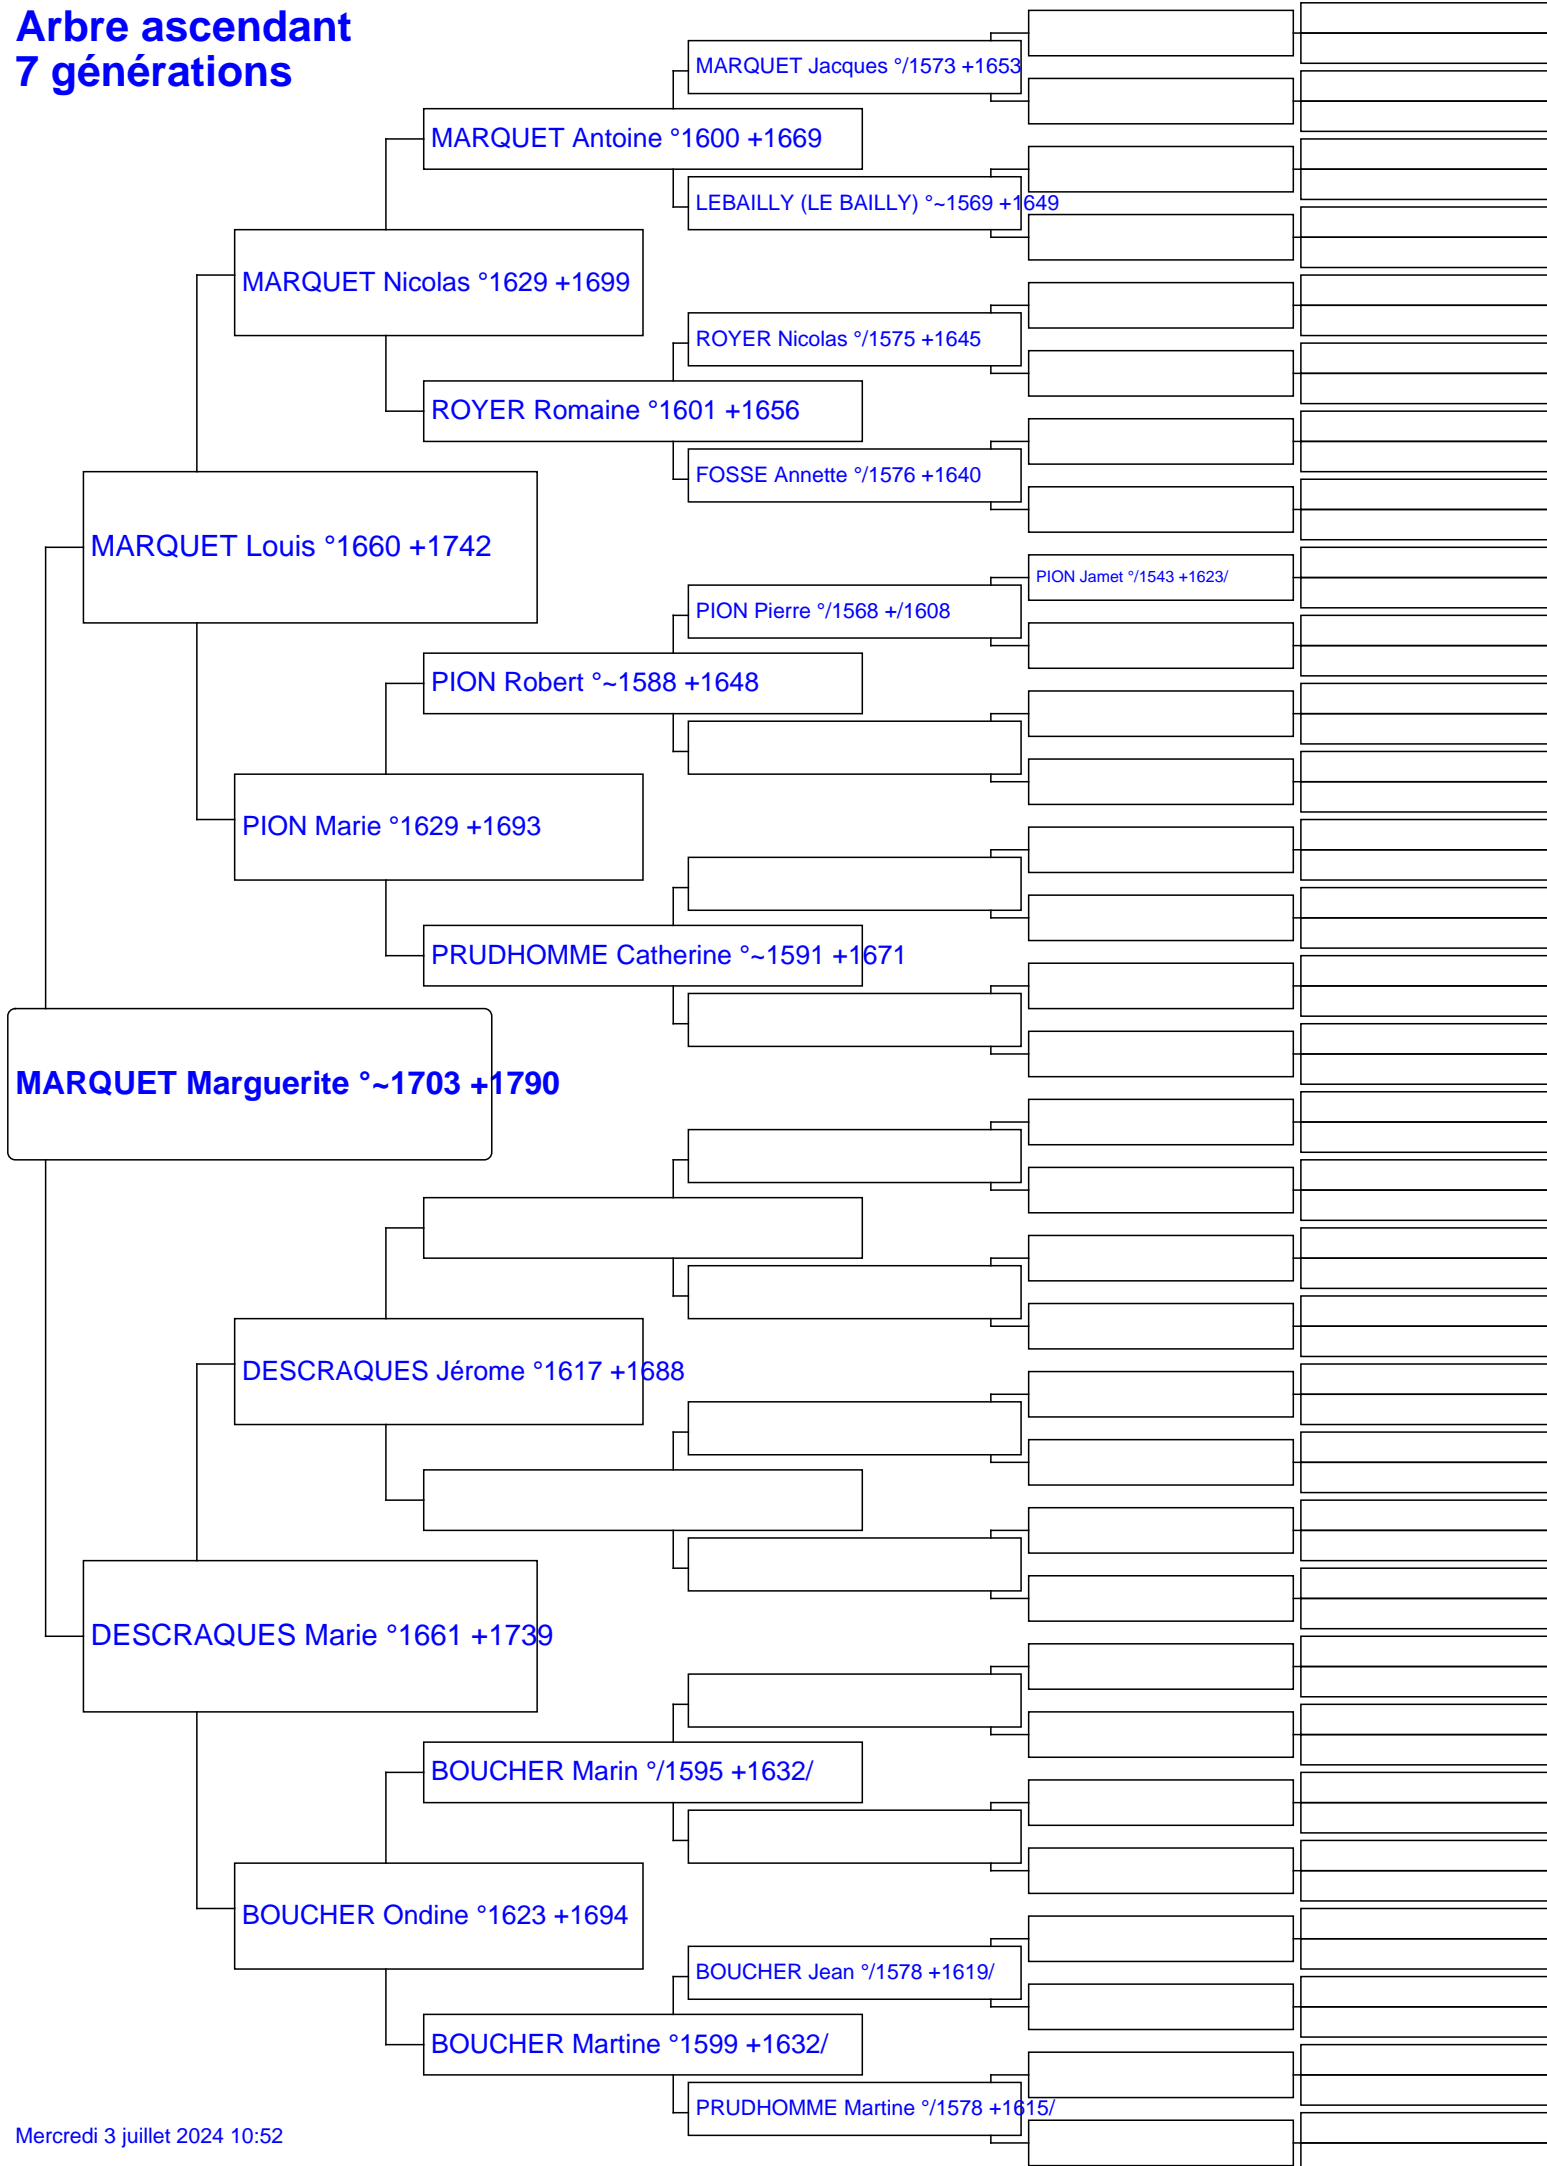 Arbre ascendant
7 générations
MARQUET Jacques °/1573 +1653
MARQUET Antoine °1600 +1669
LEBAILLY (LE BAILLY) °~1569 +1649
MARQUET Nicolas °1629 +1699
ROYER Nicolas °/1575 +1645
ROYER Romaine °1601 +1656
FOSSE Annette °/1576 +1640
MARQUET Louis °1660 +1742
PION Jamet °/1543 +1623/
PION Pierre °/1568 +/1608
PION Robert °~1588 +1648
PION Marie °1629 +1693
PRUDHOMME Catherine °~1591 +1671
MARQUET Marguerite °~1703 +1790
DESCRAQUES Jérome °1617 +1688
DESCRAQUES Marie °1661 +1739
BOUCHER Marin °/1595 +1632/
BOUCHER Ondine °1623 +1694
BOUCHER Jean °/1578 +1619/
BOUCHER Martine °1599 +1632/
PRUDHOMME Martine °/1578 +1615/
Mercredi 3 juillet 2024 10:52